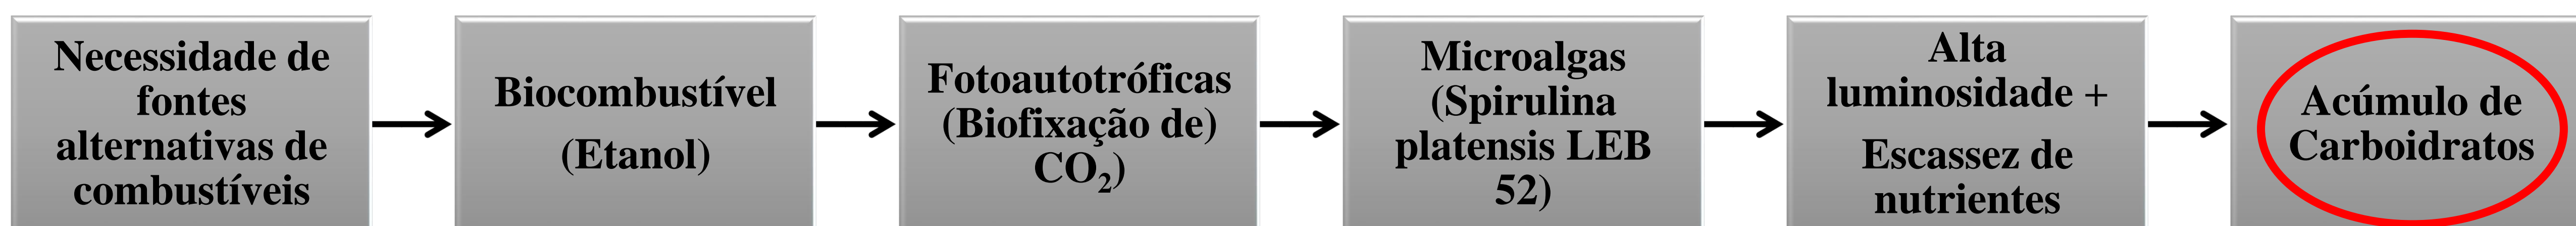 Necessidade de
fontes
alternativas de
combustíveis
Biocombustível
(Etanol)
Fotoautotróficas
(Biofixação de)
CO₂)
Microalgas
(Spirulina
platensis LEB
52)
Alta
luminosidade +
Escassez de
nutrientes
Acúmulo de
Carboidratos